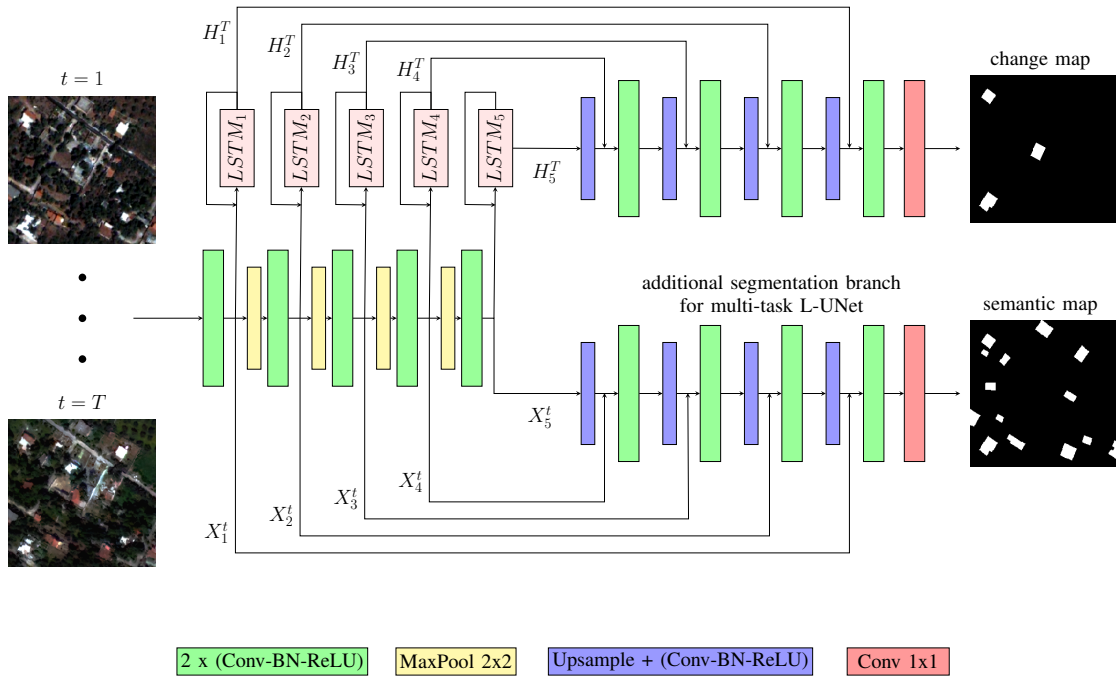 $H_1^T$
$H_2^T$
$H_3^T$
$H_4^T$
$t = 1$
change map
$LSTM_1$
$LSTM_2$
$LSTM_3$
$LSTM_4$
$LSTM_5$
$H_5^T$
additional segmentation branch
for multi-task L-UNet
semantic map
$t = T$
$X_5^t$
$X_4^t$
$X_3^t$
$X_2^t$
$X_1^t$
2 x (Conv-BN-ReLU)
MaxPool 2x2
Upsample + (Conv-BN-ReLU)
Conv 1x1